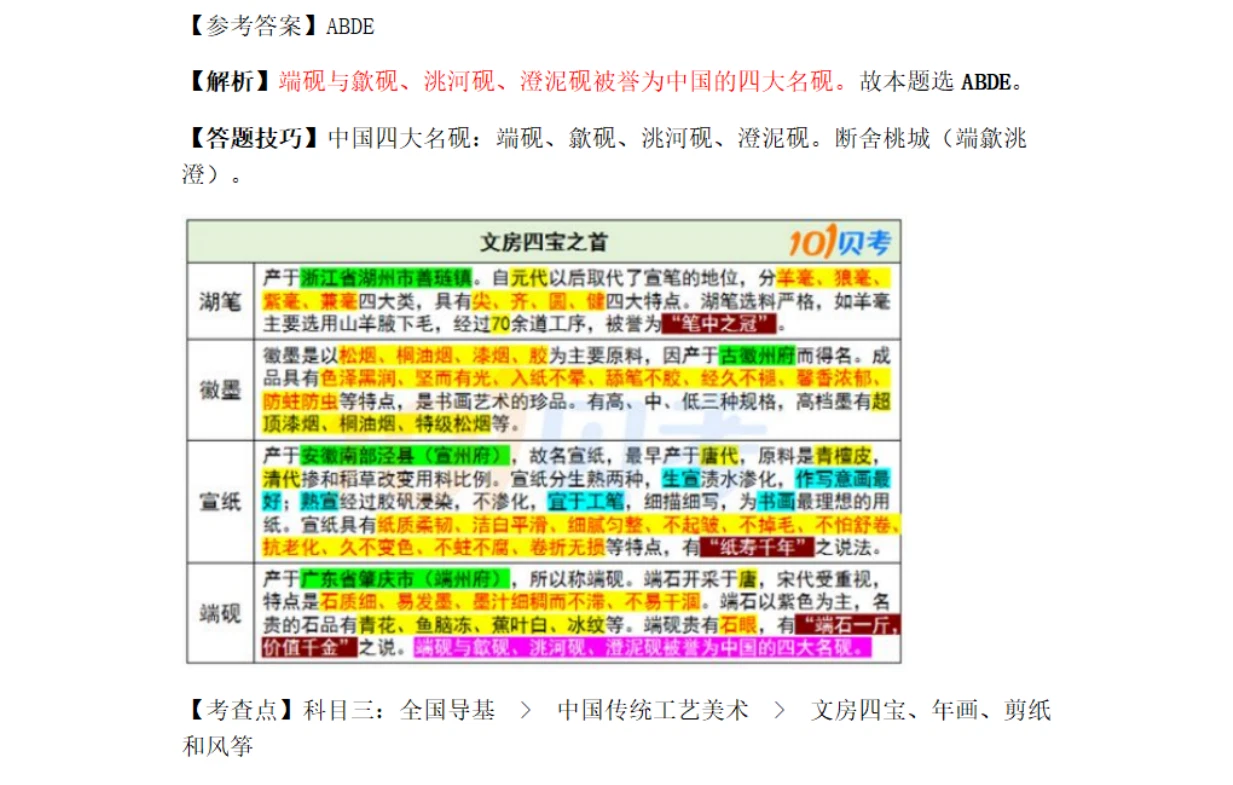 【参考答案】ABDE
【解析】端砚与歙砚、洮河砚、澄泥砚被誉为中国的四大名砚。故本题选 ABDE。
【答题技巧】中国四大名砚：端砚、歙砚、洮河砚、澄泥砚。断舍桃城（端歙洮
澄）。
文房四宝之首
101贝考
湖笔
产于浙江省湖州市善琏镇。自元代以后取代了宣笔的地位，分羊毫、狼毫、
紫毫、兼毫四大类，具有尖、齐、圆、健四大特点。湖笔选料严格，如羊毫
主要选用山羊腋下毛，经过70余道工序，被誉为“笔中之冠”。
徽墨
徽墨是以松烟、桐油烟、漆烟、胶为主要原料，因产于古徽州府而得名。成
品具有色泽黑润、坚而有光、入纸不晕、舔笔不胶、经久不褪、馨香浓郁、
防蛀防虫等特点，是书画艺术的珍品。有高、中、低三种规格，高档墨有超
顶漆烟、桐油烟、特级松烟等。
宣纸
产于安徽南部泾县（宣州府），故名宣纸，最早产于唐代，原料是青檀皮，
清代掺和稻草改变用料比例。宣纸分生熟两种，生宣渍水渗化，作写意画最
好；熟宣经过胶矾浸染，不渗化，宜于工笔，细描细写，为书画最理想的用
纸。宣纸具有纸质柔韧、洁白平滑、细腻匀整、不起皱、不掉毛、不怕舒卷、
抗老化、久不变色、不蛀不腐、卷折无损等特点，有“纸寿千年”之说法。
端砚
产于广东省肇庆市（端州府），所以称端砚。端石开采于唐，宋代受重视，
特点是石质细、易发墨、墨汁细稠而不滞、不易干涸。端石以紫色为主，名
贵的石品有青花、鱼脑冻、蕉叶白、冰纹等。端砚贵有石眼，有“端石一斤，
价值千金”之说。端砚与歙砚、洮河砚、澄泥砚被誉为中国的四大名砚。
【考查点】科目三：全国导基 > 中国传统工艺美术 > 文房四宝、年画、剪纸
和风筝